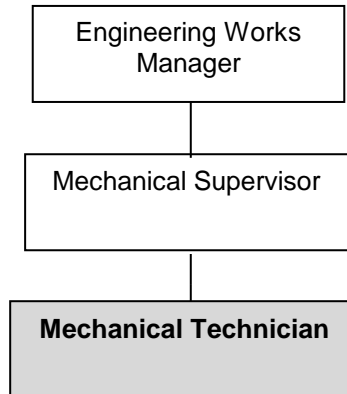 Engineering Works
Manager
Mechanical Supervisor
Mechanical Technician